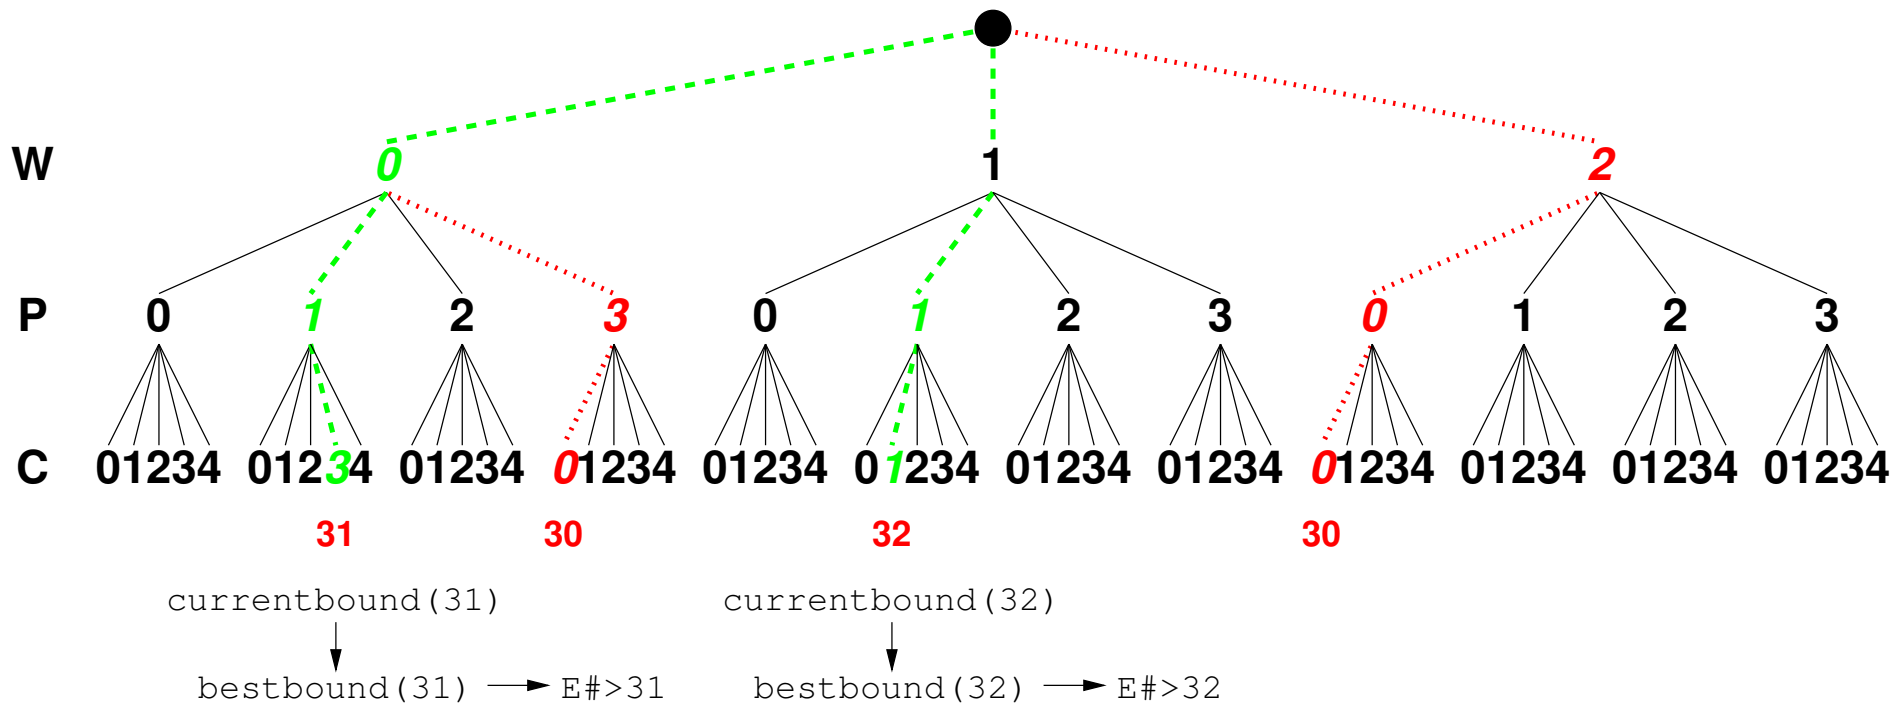 W 0 1 2
P 0 1 2 3 0 1 2 3 0 1 2 3
C 01234 01234 01234 01234 01234 01234 01234 01234 01234 01234 01234 01234
31 30 32 30
currentbound(31) currentbound(32)
bestbound(31) E#>31 bestbound(32) E#>32